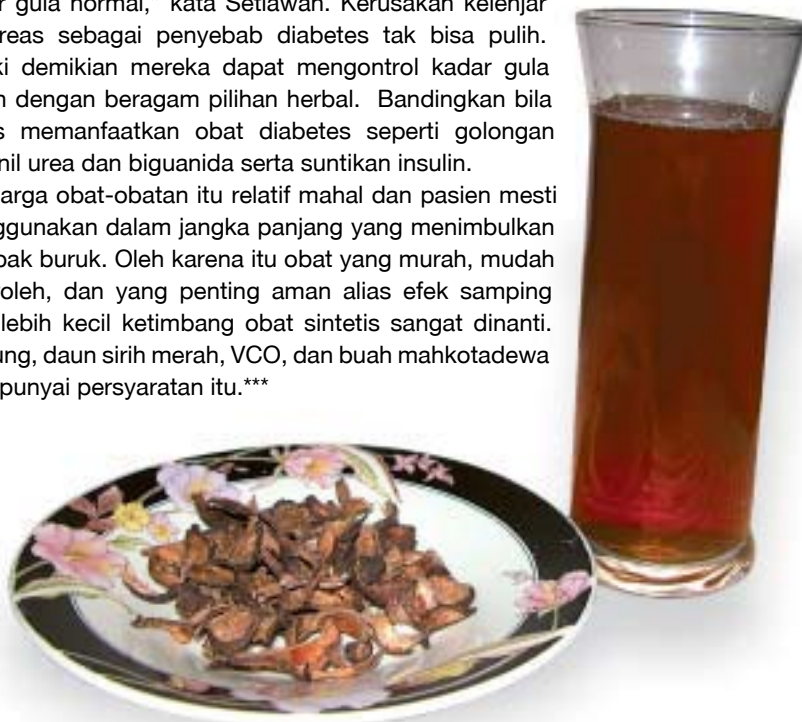 r gula normal," kata Setiawan. Kerusakan kelenjar
reas sebagai penyebab diabetes tak bisa pulih.
ki demikian mereka dapat mengontrol kadar gula
n dengan beragam pilihan herbal. Bandingkan bila
s memanfaatkan obat diabetes seperti golongan
nil urea dan biguanida serta suntikan insulin.
arga obat-obatan itu relatif mahal dan pasien mesti
ggunakan dalam jangka panjang yang menimbulkan
pak buruk. Oleh karena itu obat yang murah, mudah
roleh, dan yang penting aman alias efek samping
lebih kecil ketimbang obat sintetis sangat dinanti.
ung, daun sirih merah, VCO, dan buah mahkotadewa
punyai persyaratan itu.***